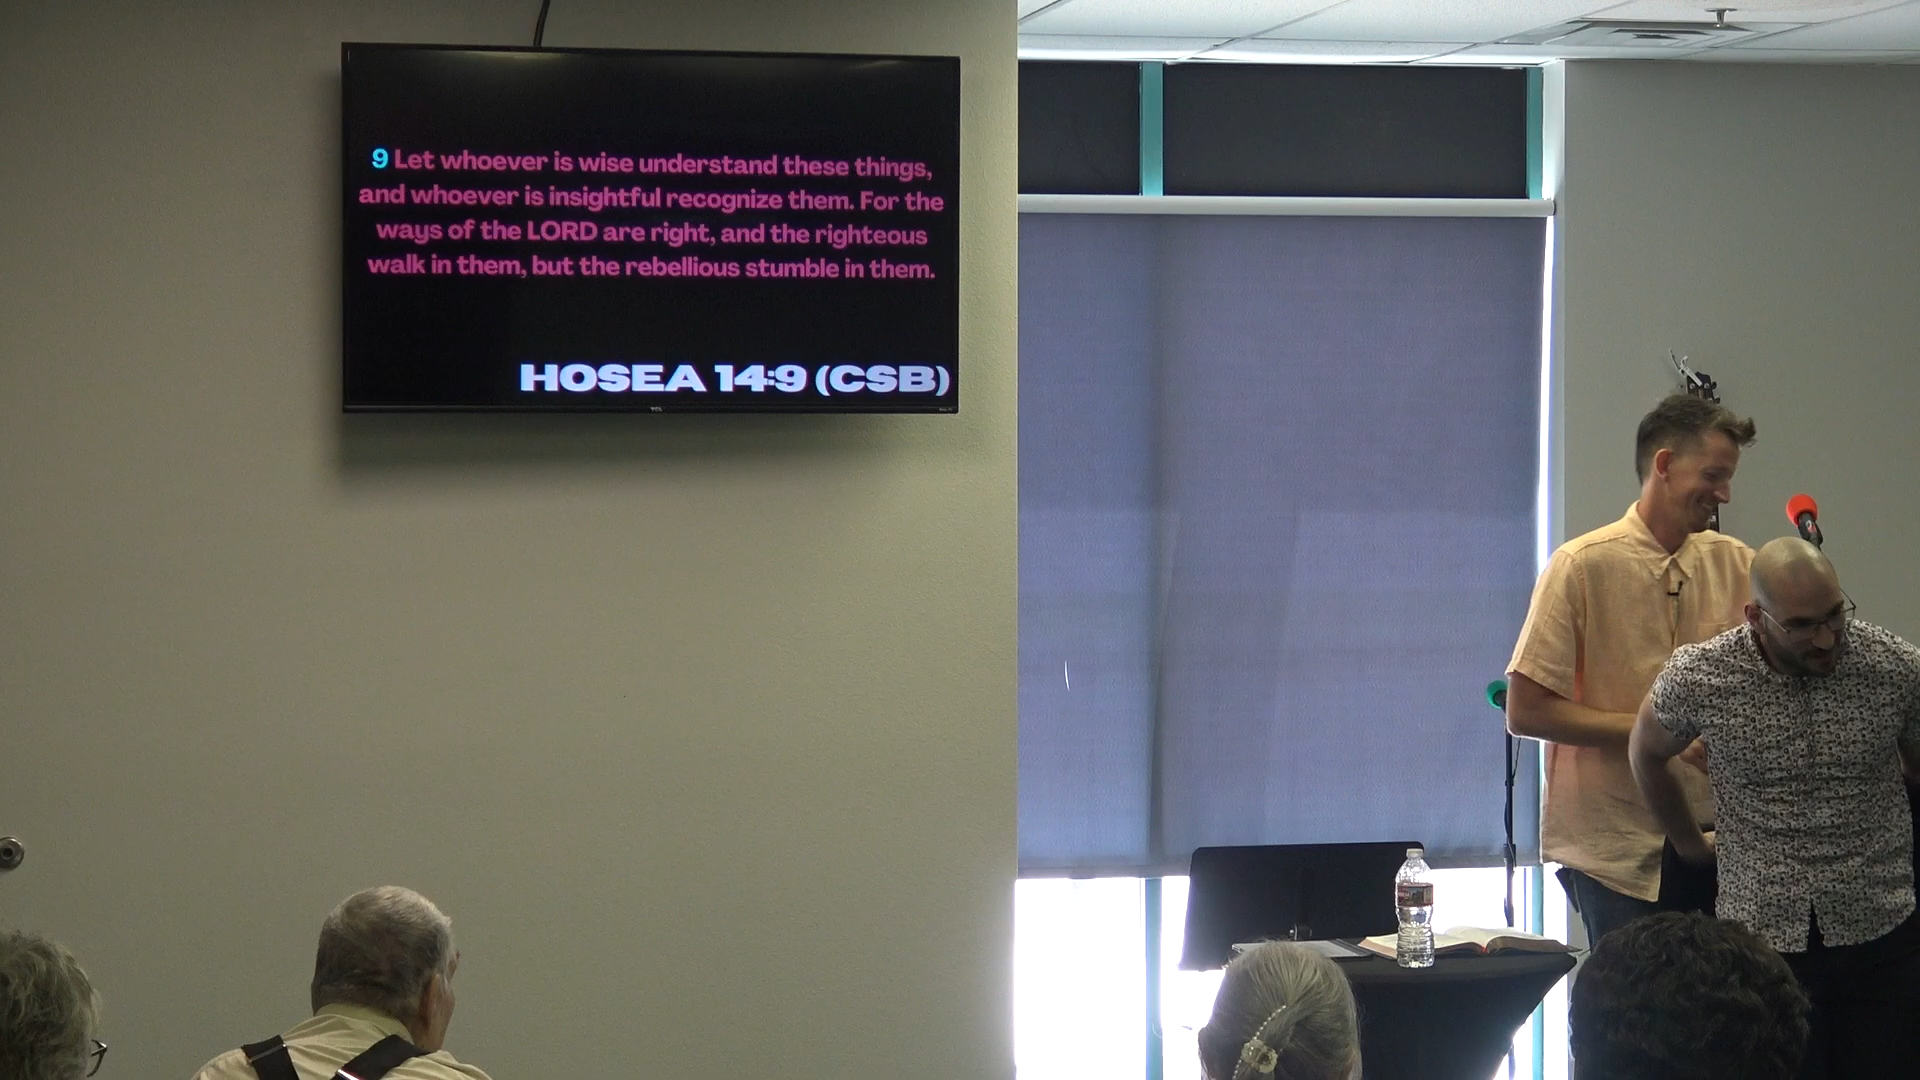 9 Let whoever is wise understand these things,
and whoever is insightful recognize them. For the
ways of the LORD are right, and the righteous
walk in them, but the rebellious stumble in them.
HOSEA 14:9 (CSB)
TCL